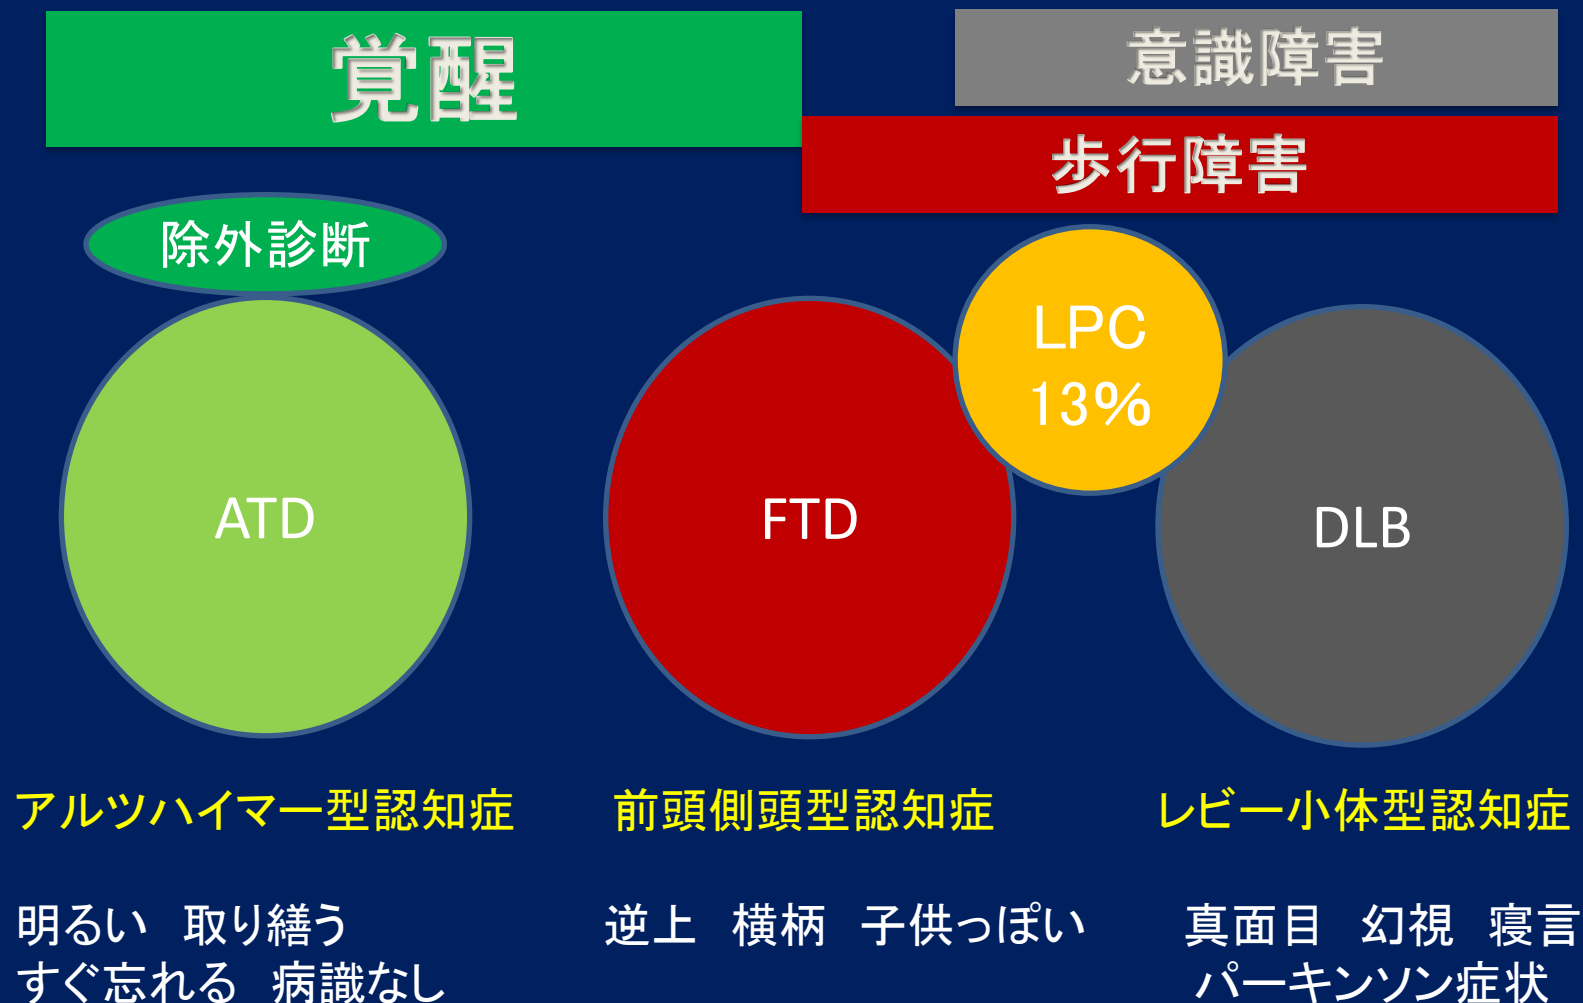 覚醒
意識障害
歩行障害
除外診断
LPC
13%
ATD
FTD
DLB
アルツハイマー型認知症
前頭側頭型認知症
レビー小体型認知症
明るい　取り繕う
すぐ忘れる　病識なし
逆上　横柄　子供っぽい
真面目　幻視　寝言
パーキンソン症状